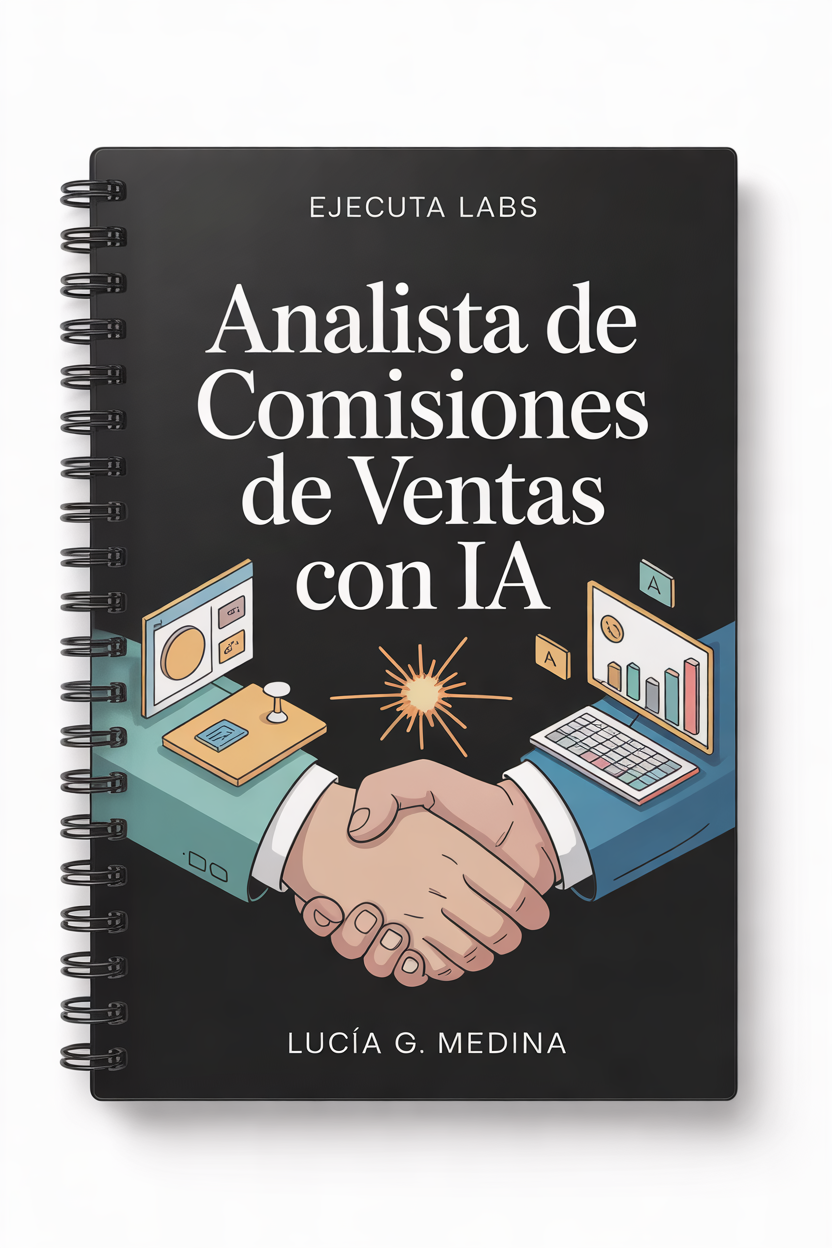 EJECUTA LABS
Analista de
Comisiones
de Ventas
con IA
A
A
LUCÍA G. MEDINA